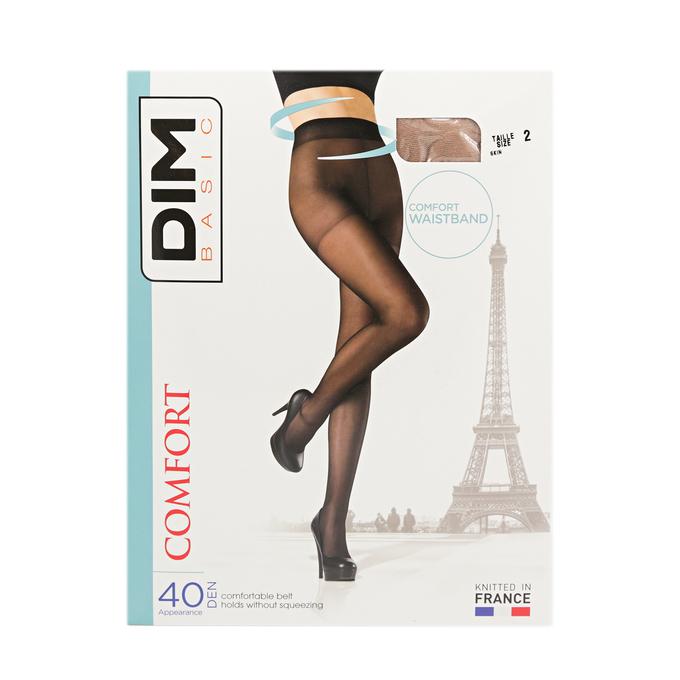 DIM
BASIC
TAILLE
SIZE 2
SKIN
COMFORT
WAISTBAND
COMFORT
40 DEN
Appearance
comfortable belt
holds without squeezing
KNITTED IN
FRANCE